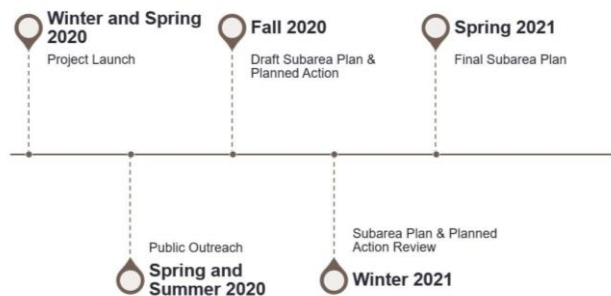 Winter and Spring
2020
Project Launch
Fall 2020
Draft Subarea Plan &
Planned Action
Spring 2021
Final Subarea Plan
Public Outreach
Spring and
Summer 2020
Subarea Plan & Planned
Action Review
Winter 2021